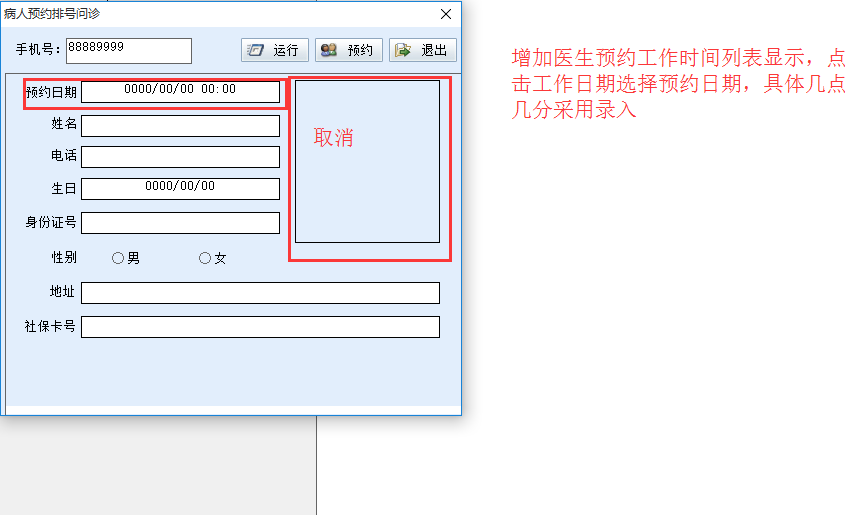 病人预约排号问诊
手机号: 88889999 运行 预约 退出
预约日期 0000/00/00 00:00
姓名
电话
生日 0000/00/00
身份证号
性别 男 女
地址
社保卡号
取消
增加医生预约工作时间列表显示，点
击工作日期选择预约日期，具体几点
几分采用录入